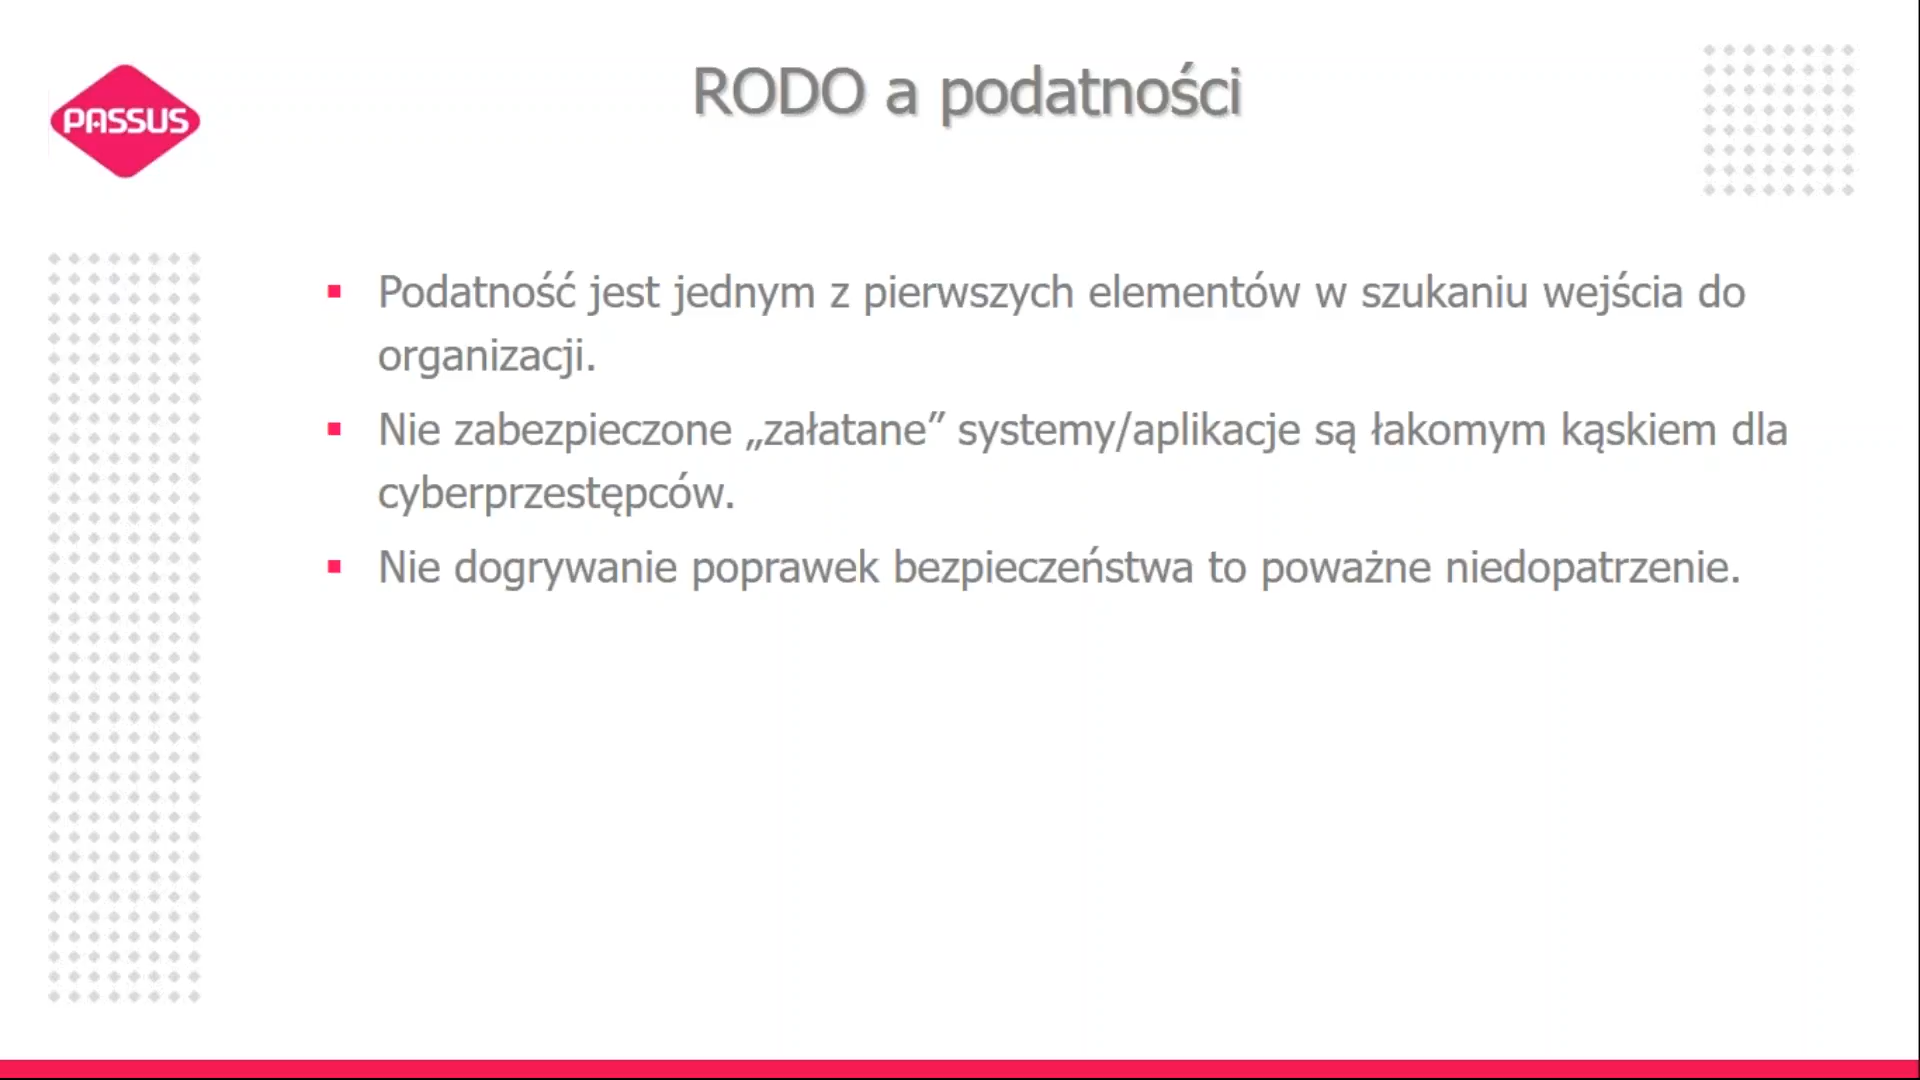 PASSUS
RODO a podatności
Podatność jest jednym z pierwszych elementów w szukaniu wejścia do
organizacji.
Nie zabezpieczone „załatane” systemy/aplikacje są łakomym kąskiem dla
cyberprzestępców.
Nie dogrywanie poprawek bezpieczeństwa to poważne niedopatrzenie.